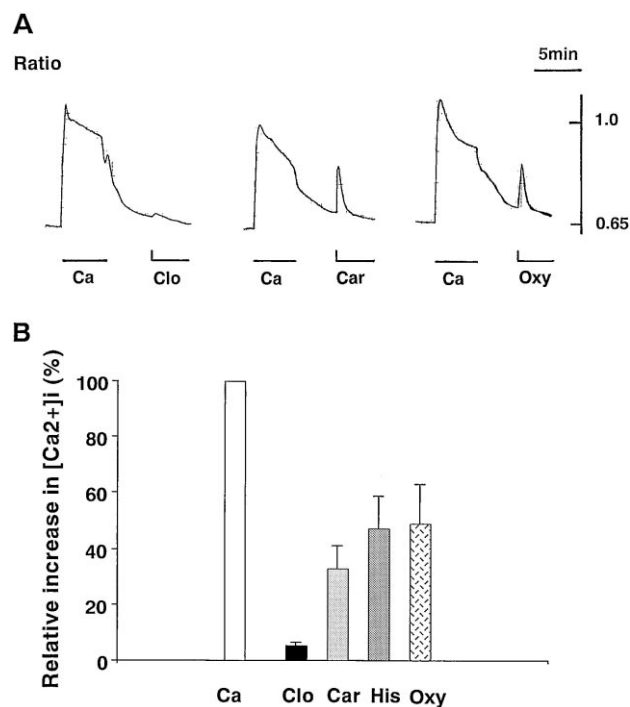 A
Ratio
5min
1.0
0.65
Ca Clo Ca Car Ca Oxy
B
Relative increase in [Ca2+]i (%)
100
80
60
40
20
0
Ca Clo Car His Oxy